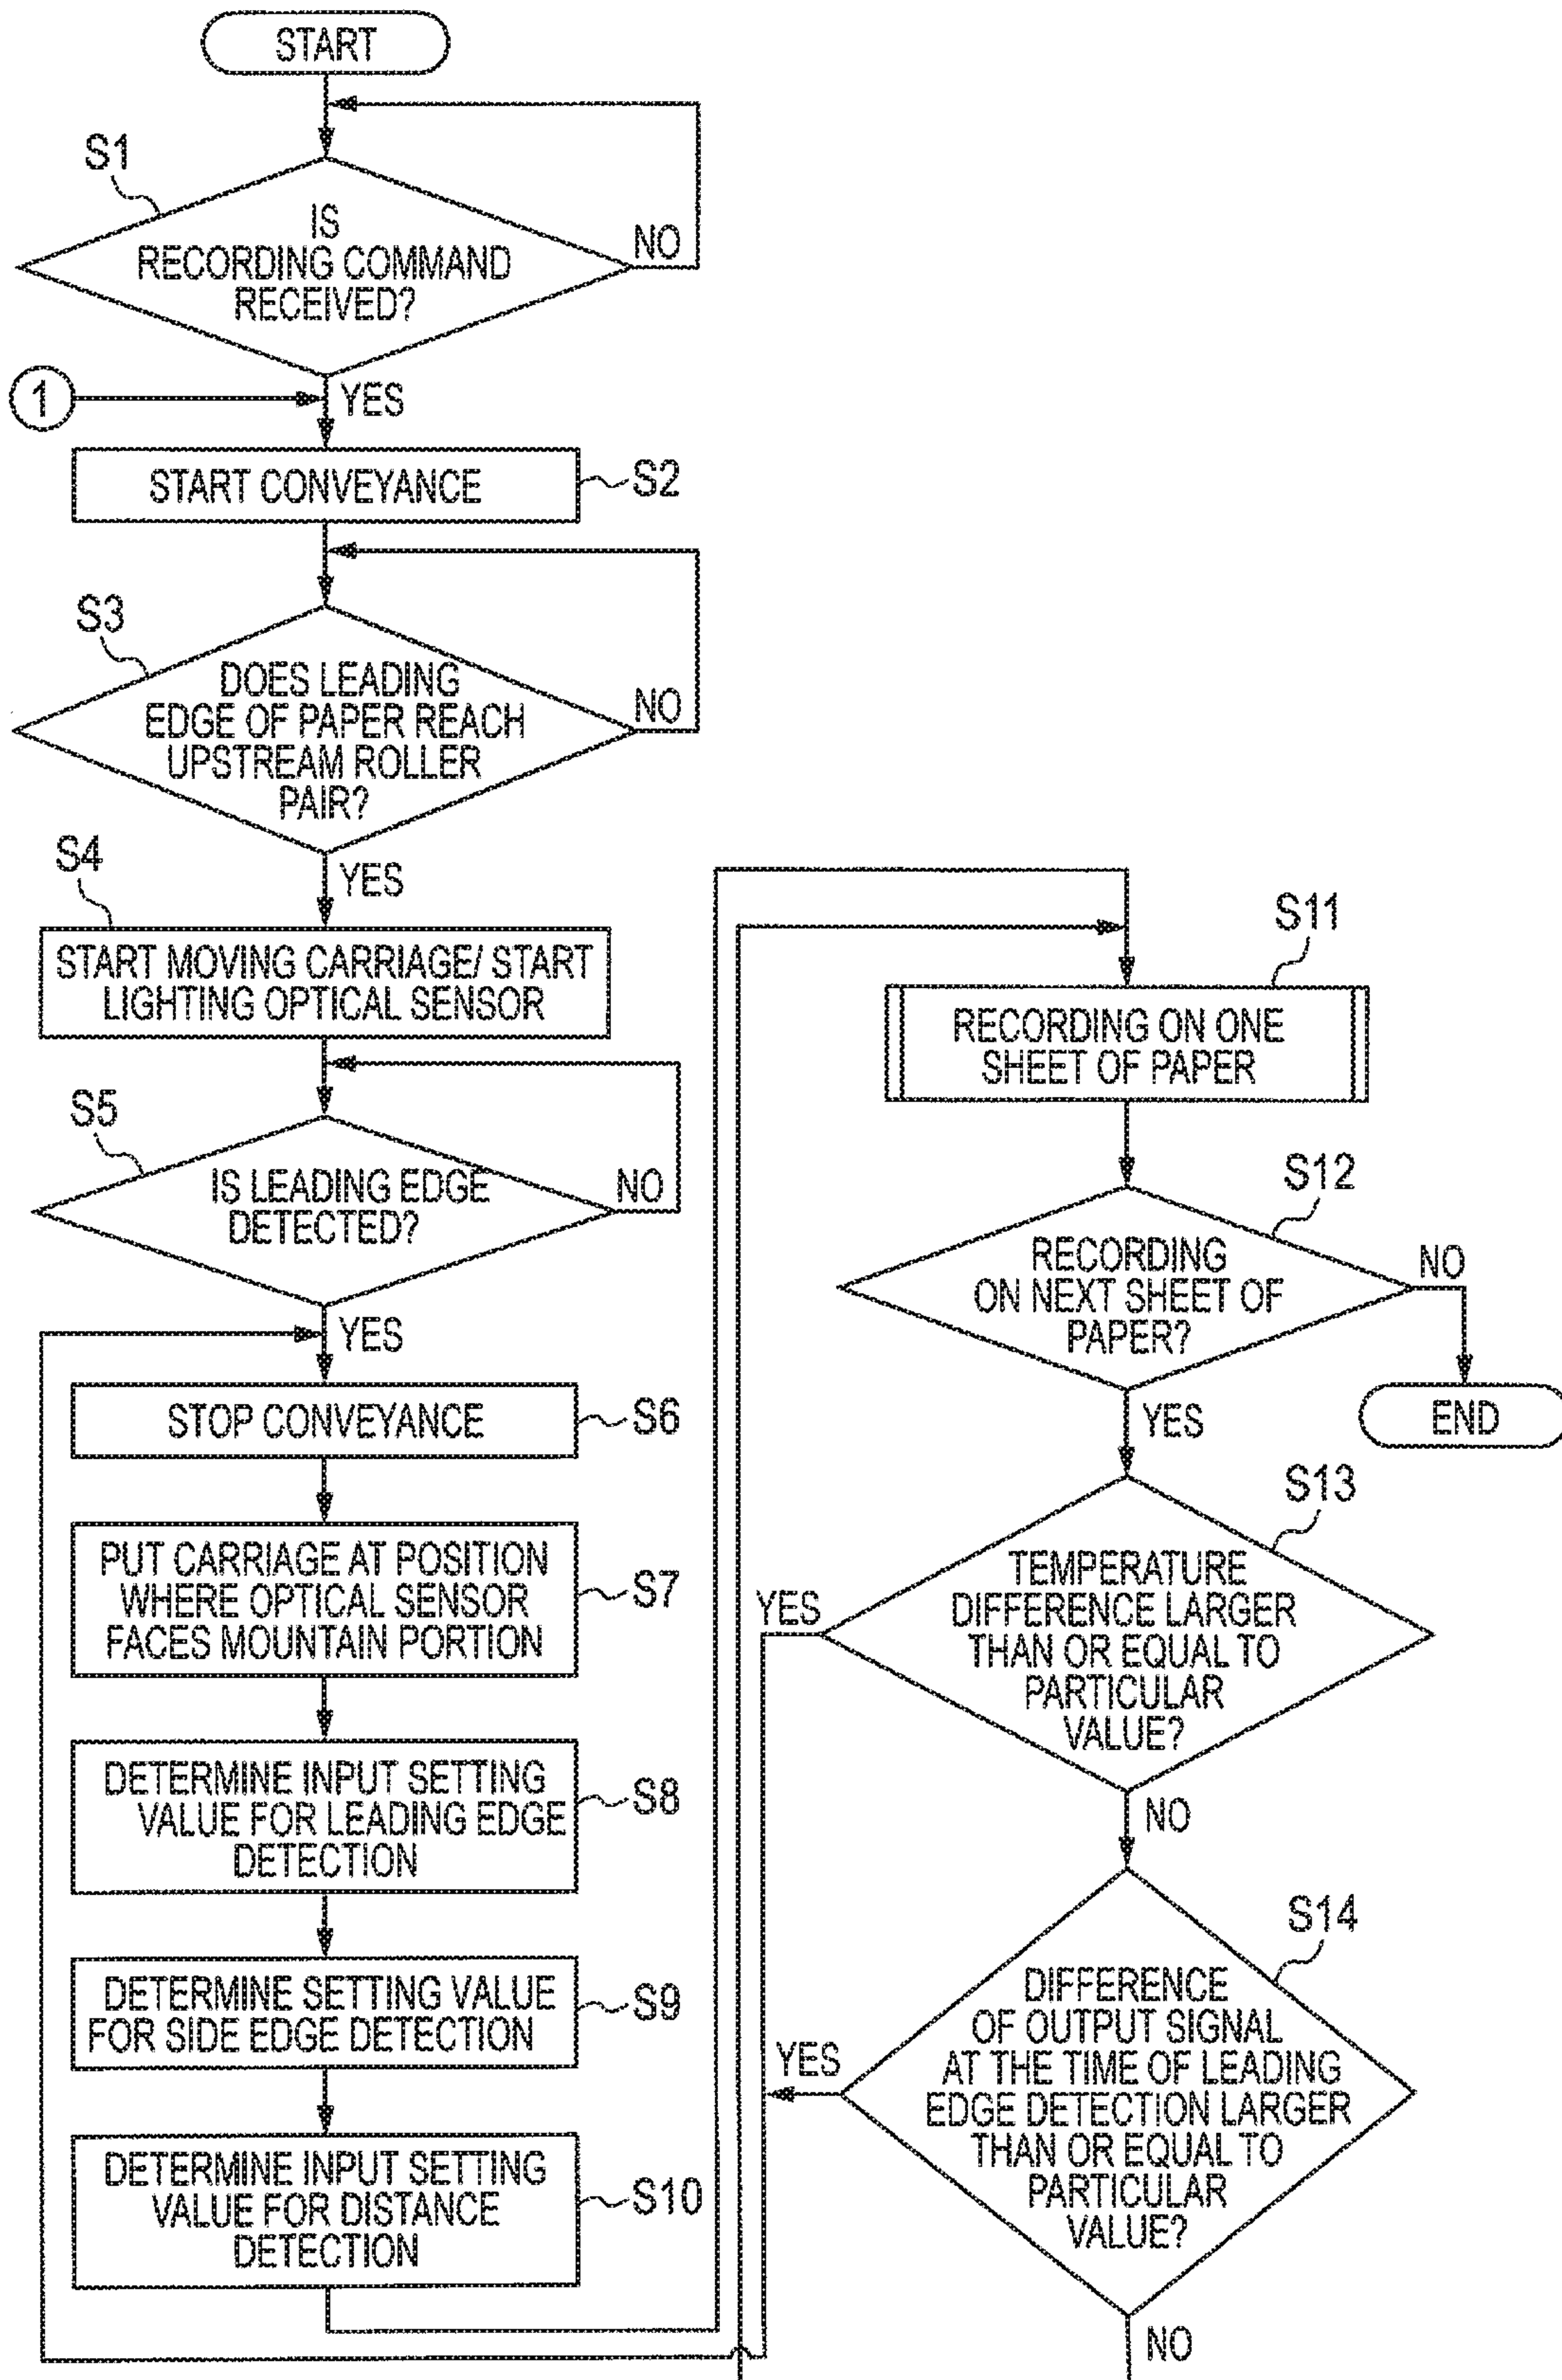 START
S1
IS
RECORDING COMMAND
RECEIVED?
NO
1
YES
START CONVEYANCE
S2
S3
DOES LEADING
EDGE OF PAPER REACH
UPSTREAM ROLLER
PAIR?
NO
YES
S4
START MOVING CARRIAGE/ START
LIGHTING OPTICAL SENSOR
S5
IS LEADING EDGE
DETECTED?
NO
YES
STOP CONVEYANCE
S6
PUT CARRIAGE AT POSITION
WHERE OPTICAL SENSOR
FACES MOUNTAIN PORTION
S7
DETERMINE INPUT SETTING
VALUE FOR LEADING EDGE
DETECTION
S8
DETERMINE SETTING VALUE
FOR SIDE EDGE DETECTION
S9
DETERMINE INPUT SETTING
VALUE FOR DISTANCE
DETECTION
S10
S11
RECORDING ON ONE
SHEET OF PAPER
S12
RECORDING
ON NEXT SHEET OF
PAPER?
NO
END
YES
S13
TEMPERATURE
DIFFERENCE LARGER
THAN OR EQUAL TO
PARTICULAR
VALUE?
YES
NO
S14
DIFFERENCE
OF OUTPUT SIGNAL
AT THE TIME OF LEADING
EDGE DETECTION LARGER
THAN OR EQUAL TO
PARTICULAR
VALUE?
YES
NO